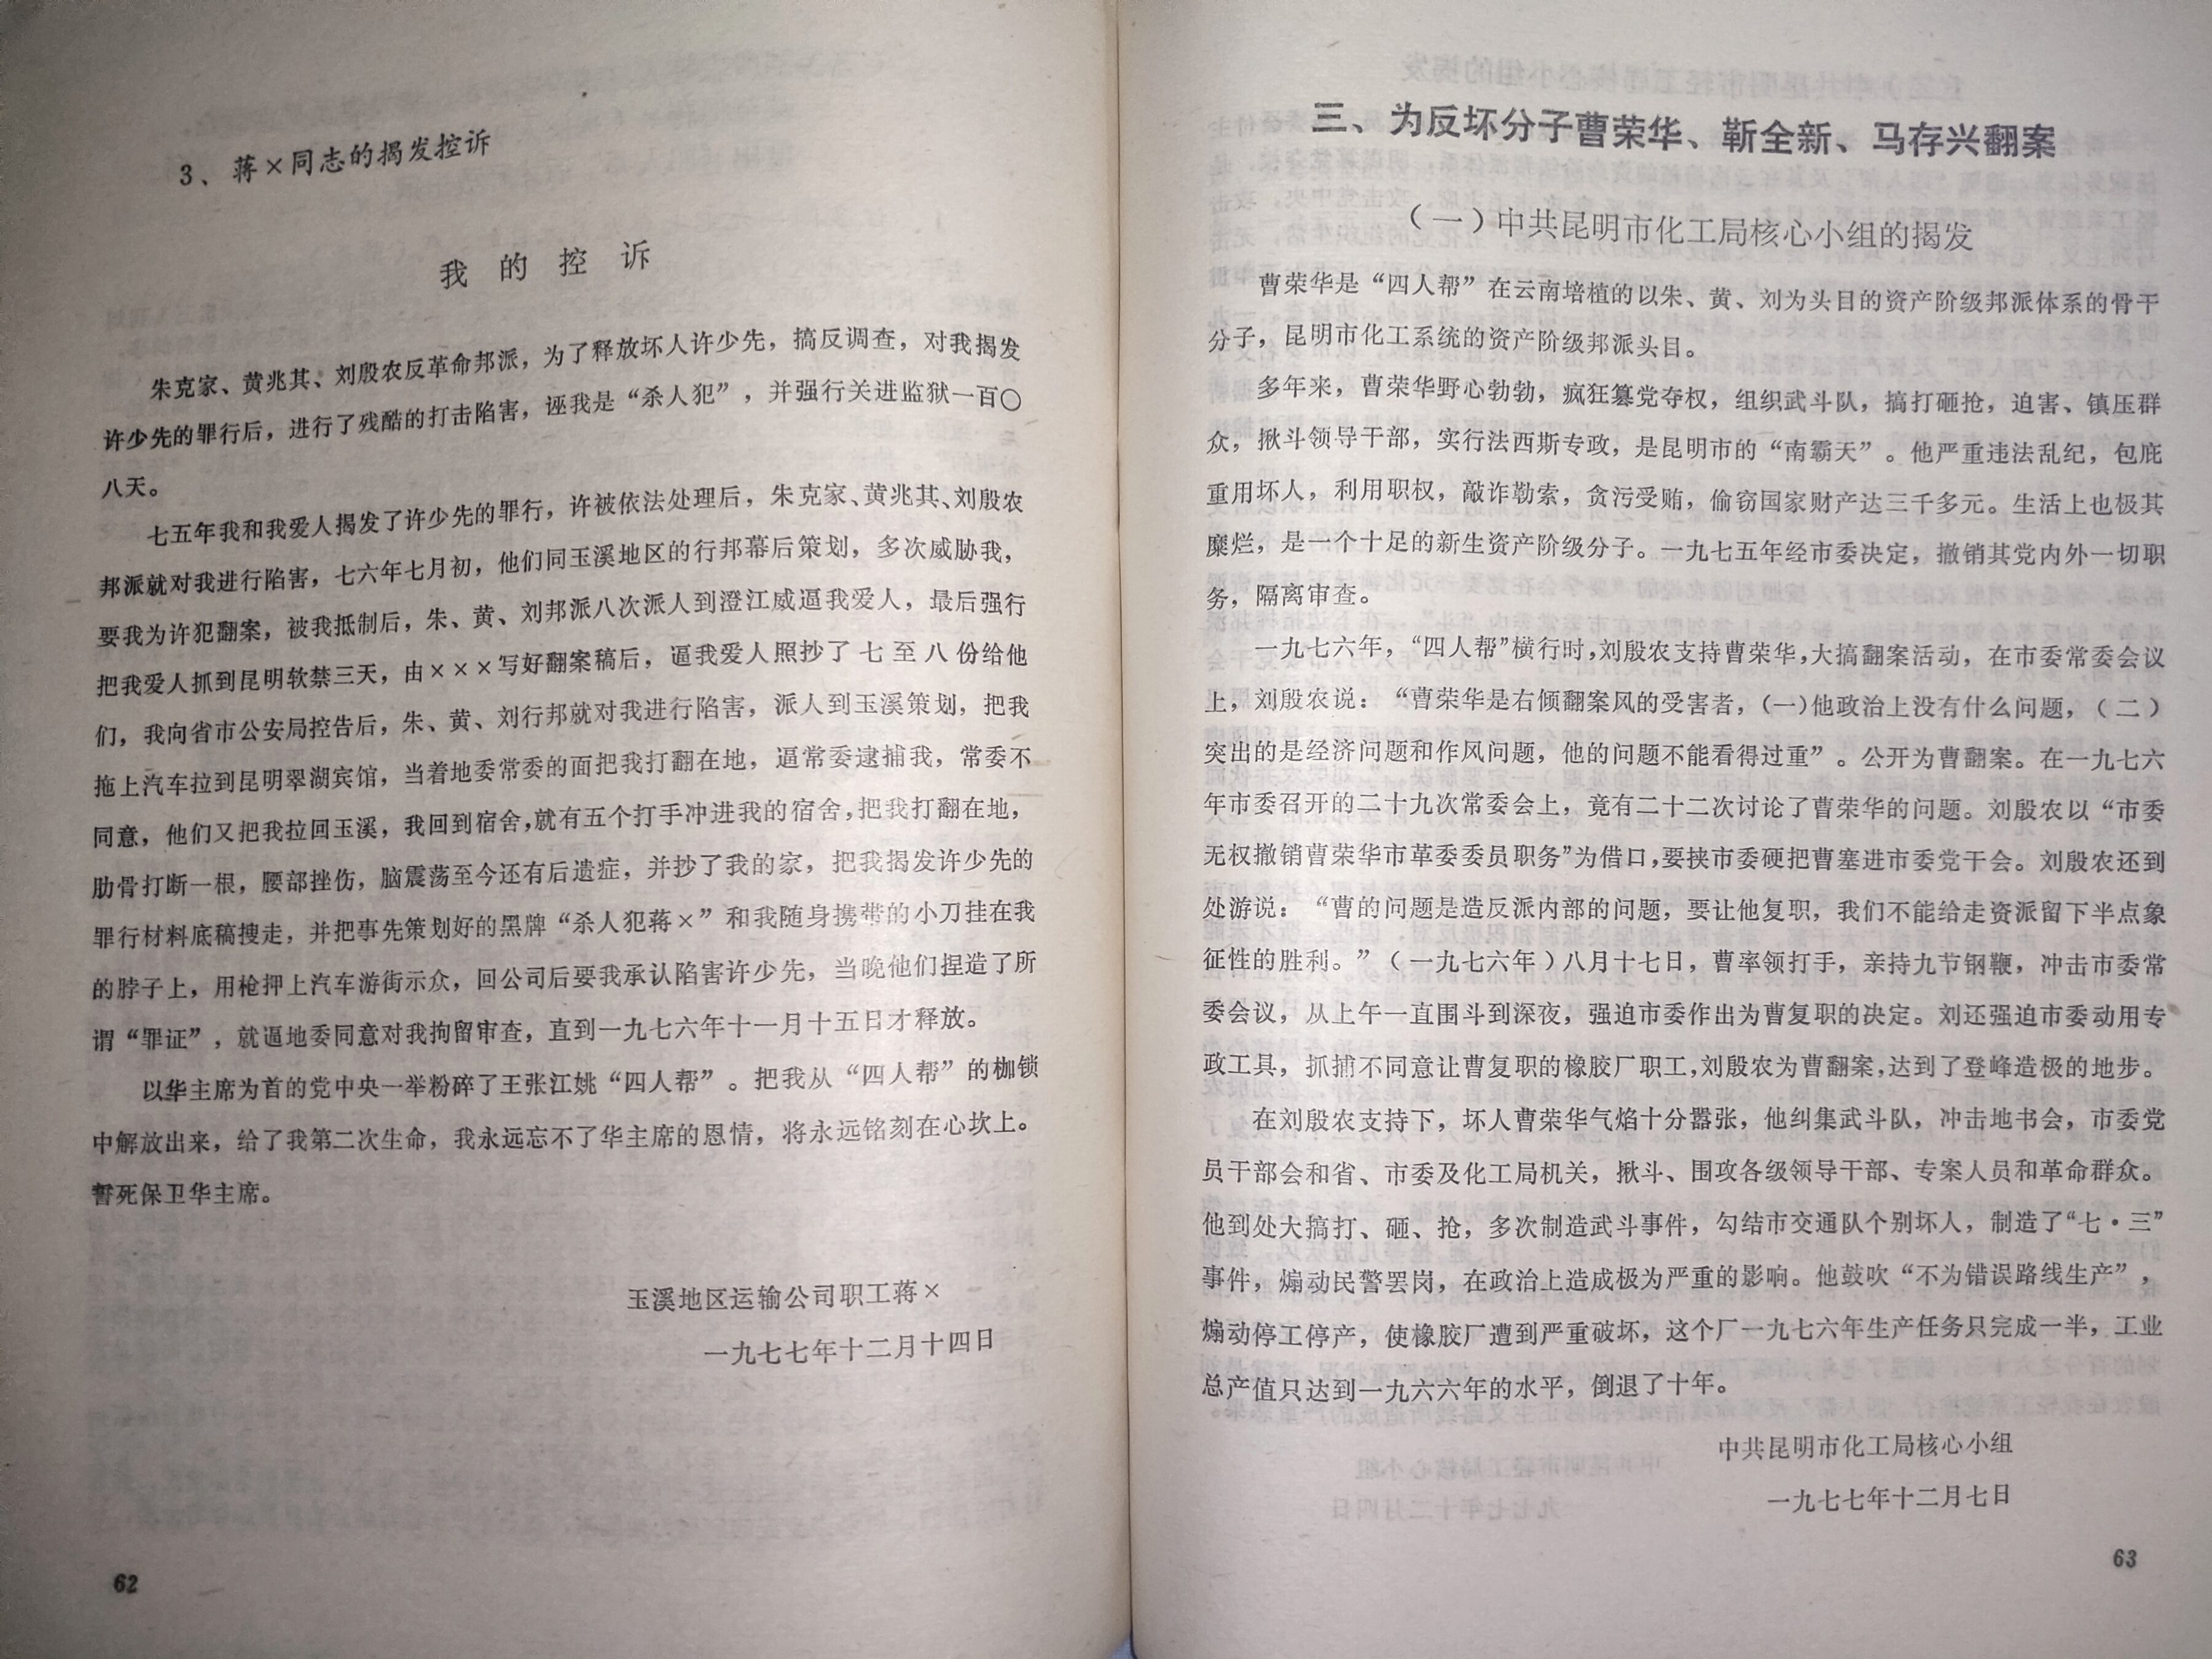 3、蒋×同志的揭发控诉
我的控诉
朱克家、黄兆其、刘殷农反革命邦派，为了释放坏人许少先，搞反调查，对我揭发
许少先的罪行后，进行了残酷的打击陷害，诬我是“杀人犯”，并强行关进监狱一百〇
八天。
七五年我和我爱人揭发了许少先的罪行，许被依法处理后，朱克家、黄兆其、刘殷农
邦派就对我进行陷害，七六年七月初，他们同玉溪地区的行邦幕后策划，多次威胁我，
要我为许犯翻案，被我抵制后，朱、黄、刘邦派八次派人到澄江威逼我爱人，最后强行
把我爱人抓到昆明软禁三天，由×××写好翻案稿后，逼我爱人照抄了七至八份给他
们，我向省市公安局控告后，朱、黄、刘行邦就对我进行陷害，派人到玉溪策划，把我
拖上汽车拉到昆明翠湖宾馆，当着地委常委的面把我打翻在地，逼常委逮捕我，常委不
同意，他们又把我拉回玉溪，我回到宿舍，就有五个打手冲进我的宿舍，把我打翻在地，
肋骨打断一根，腰部挫伤，脑震荡至今还有后遗症，并抄了我的家，把我揭发许少先的
罪行材料底稿搜走，并把事先策划好的黑牌“杀人犯蒋×”和我随身携带的小刀挂在我
的脖子上，用枪押上汽车游街示众，回公司后要我承认陷害许少先，当晚他们捏造了所
谓“罪证”，就逼地委同意对我拘留审查，直到一九七六年十一月十五日才释放。
以华主席为首的党中央一举粉碎了王张江姚“四人帮”。把我从“四人帮”的枷锁
中解放出来，给了我第二次生命，我永远忘不了华主席的恩情，将永远铭刻在心坎上。
誓死保卫华主席。
玉溪地区运输公司职工蒋×
一九七七年十二月十四日
62
三、为反坏分子曹荣华、靳全新、马存兴翻案
（一）中共昆明市化工局核心小组的揭发
曹荣华是“四人帮”在云南培植的以朱、黄、刘为头目的资产阶级邦派体系的骨干
分子，昆明市化工系统的资产阶级邦派头目。
多年来，曹荣华野心勃勃，疯狂篡党夺权，组织武斗队，搞打砸抢，迫害、镇压群
众，揪斗领导干部，实行法西斯专政，是昆明市的“南霸天”。他严重违法乱纪，包庇
重用坏人，利用职权，敲诈勒索，贪污受贿，偷窃国家财产达三千多元。生活上也极其
糜烂，是一个十足的新生资产阶级分子。一九七五年经市委决定，撤销其党内外一切职
务，隔离审查。
一九七六年，“四人帮”横行时，刘殷农支持曹荣华，大搞翻案活动，在市委常委会议
上，刘殷农说：“曹荣华是右倾翻案风的受害者，（一）他政治上没有什么问题，（二）
突出的是经济问题和作风问题，他的问题不能看得过重”。公开为曹翻案。在一九七六
年市委召开的二十九次常委会上，竟有二十二次讨论了曹荣华的问题。刘殷农以“市委
无权撤销曹荣华市革委委员职务”为借口，要挟市委硬把曹塞进市委党干会。刘殷农还到
处游说：“曹的问题是造反派内部的问题，要让他复职，我们不能给走资派留下半点象
征性的胜利。”（一九七六年）八月十七日，曹率领打手，亲持九节钢鞭，冲击市委常
委会议，从上午一直围斗到深夜，强迫市委作出为曹复职的决定。刘还强迫市委动用专
政工具，抓捕不同意让曹复职的橡胶厂职工，刘殷农为曹翻案，达到了登峰造极的地步。
在刘殷农支持下，坏人曹荣华气焰十分嚣张，他纠集武斗队，冲击地书会，市委党
员干部会和省、市委及化工局机关，揪斗、围攻各级领导干部、专案人员和革命群众。
他到处大搞打、砸、抢，多次制造武斗事件，勾结市交通队个别坏人，制造了“七·三”
事件，煽动民警罢岗，在政治上造成极为严重的影响。他鼓吹“不为错误路线生产”，
煽动停工停产，使橡胶厂遭到严重破坏，这个厂一九七六年生产任务只完成一半，工业
总产值只达到一九六六年的水平，倒退了十年。
中共昆明市化工局核心小组
一九七七年十二月七日
63